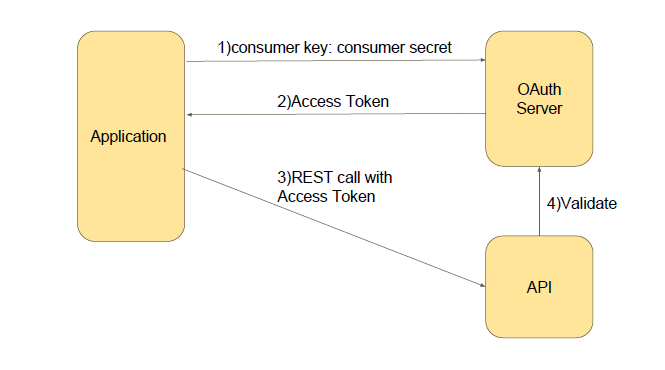 1)consumer key: consumer secret
OAuth
Server
2)Access Token
Application
3)REST call with
Access Token
4)Validate
API